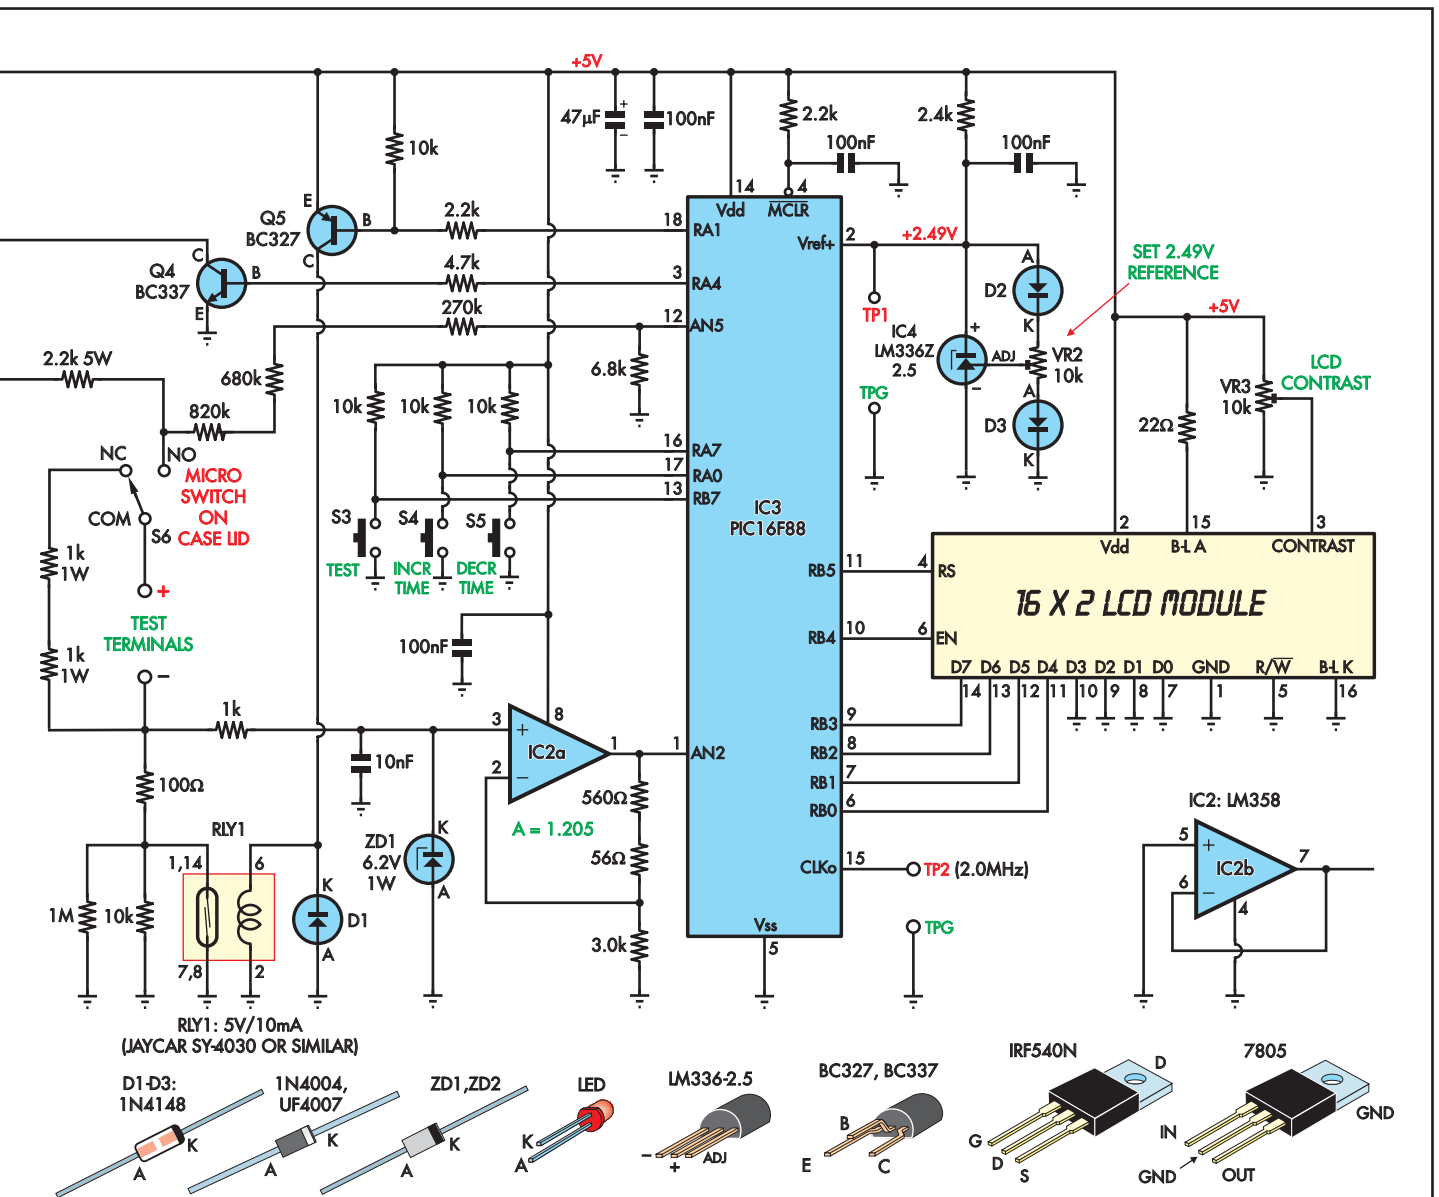 +5V
47µF
+
−
100nF
2.2k
2.4k
10k
100nF
100nF
E
Q5
BC327
B
C
2.2k
18
RA1
14
Vdd
4
MCLR
Vref+
2
+2.49V
SET 2.49V
REFERENCE
C
Q4
BC337
B
E
4.7k
3
RA4
270k
12
AN5
TP1
A
D2
K
IC4
LM336Z
2.5
+
ADJ
−
VR2
10k
+5V
2.2k 5W
680k
820k
10k
10k
10k
6.8k
TPG
A
D3
K
22Ω
VR3
10k
LCD
CONTRAST
NC
NO
MICRO
SWITCH
ON
CASE LID
COM
S6
16
RA7
17
RA0
13
RB7
IC3
PIC16F88
S3
S4
S5
TEST
INCR
TIME
DECR
TIME
1k
1W
+
TEST
TERMINALS
1k
1W
−
2
Vdd
15
B-L A
3
CONTRAST
RB5
11
4
RS
16 X 2 LCD MODULE
RB4
10
6
EN
D7
D6
D5
D4
D3
D2
D1
D0
GND
R/W
B-L K
14
13
12
11
10
9
8
7
1
5
16
100nF
1k
3
+
8
IC2a
1
1
AN2
2
−
A = 1.205
10nF
RB3
9
RB2
8
RB1
7
RB0
6
100Ω
560Ω
56Ω
3.0k
RLY1
1,14
6
7,8
2
1M
10k
K
D1
A
ZD1
6.2V
1W
K
A
CLKo
15
TP2 (2.0MHz)
TPG
Vss
5
IC2: LM358
5
+
IC2b
7
6
−
4
RLY1: 5V/10mA
(JAYCAR SY-4030 OR SIMILAR)
D1-D3:
1N4148
K
A
1N4004,
UF4007
K
A
ZD1,ZD2
K
A
LED
K
A
LM336-2.5
−
+
ADJ
BC327, BC337
B
E
C
IRF540N
D
G
D
S
7805
GND
IN
GND
OUT